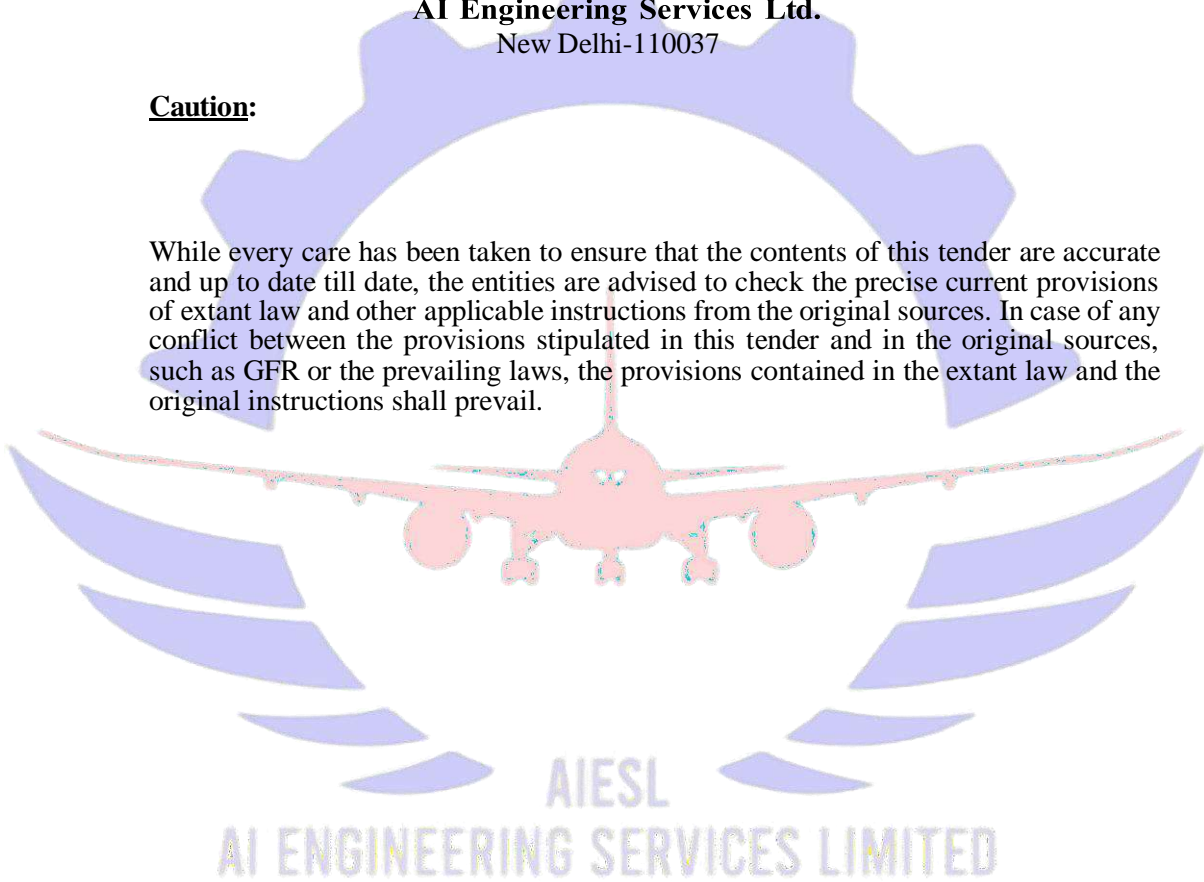 AI Engineering Services Ltd.
New Delhi-110037
Caution:
While every care has been taken to ensure that the contents of this tender are accurate
and up to date till date, the entities are advised to check the precise current provisions
of extant law and other applicable instructions from the original sources. In case of any
conflict between the provisions stipulated in this tender and in the original sources,
such as GFR or the prevailing laws, the provisions contained in the extant law and the
original instructions shall prevail.
AIESL
AI ENGINEERING SERVICES LIMITED